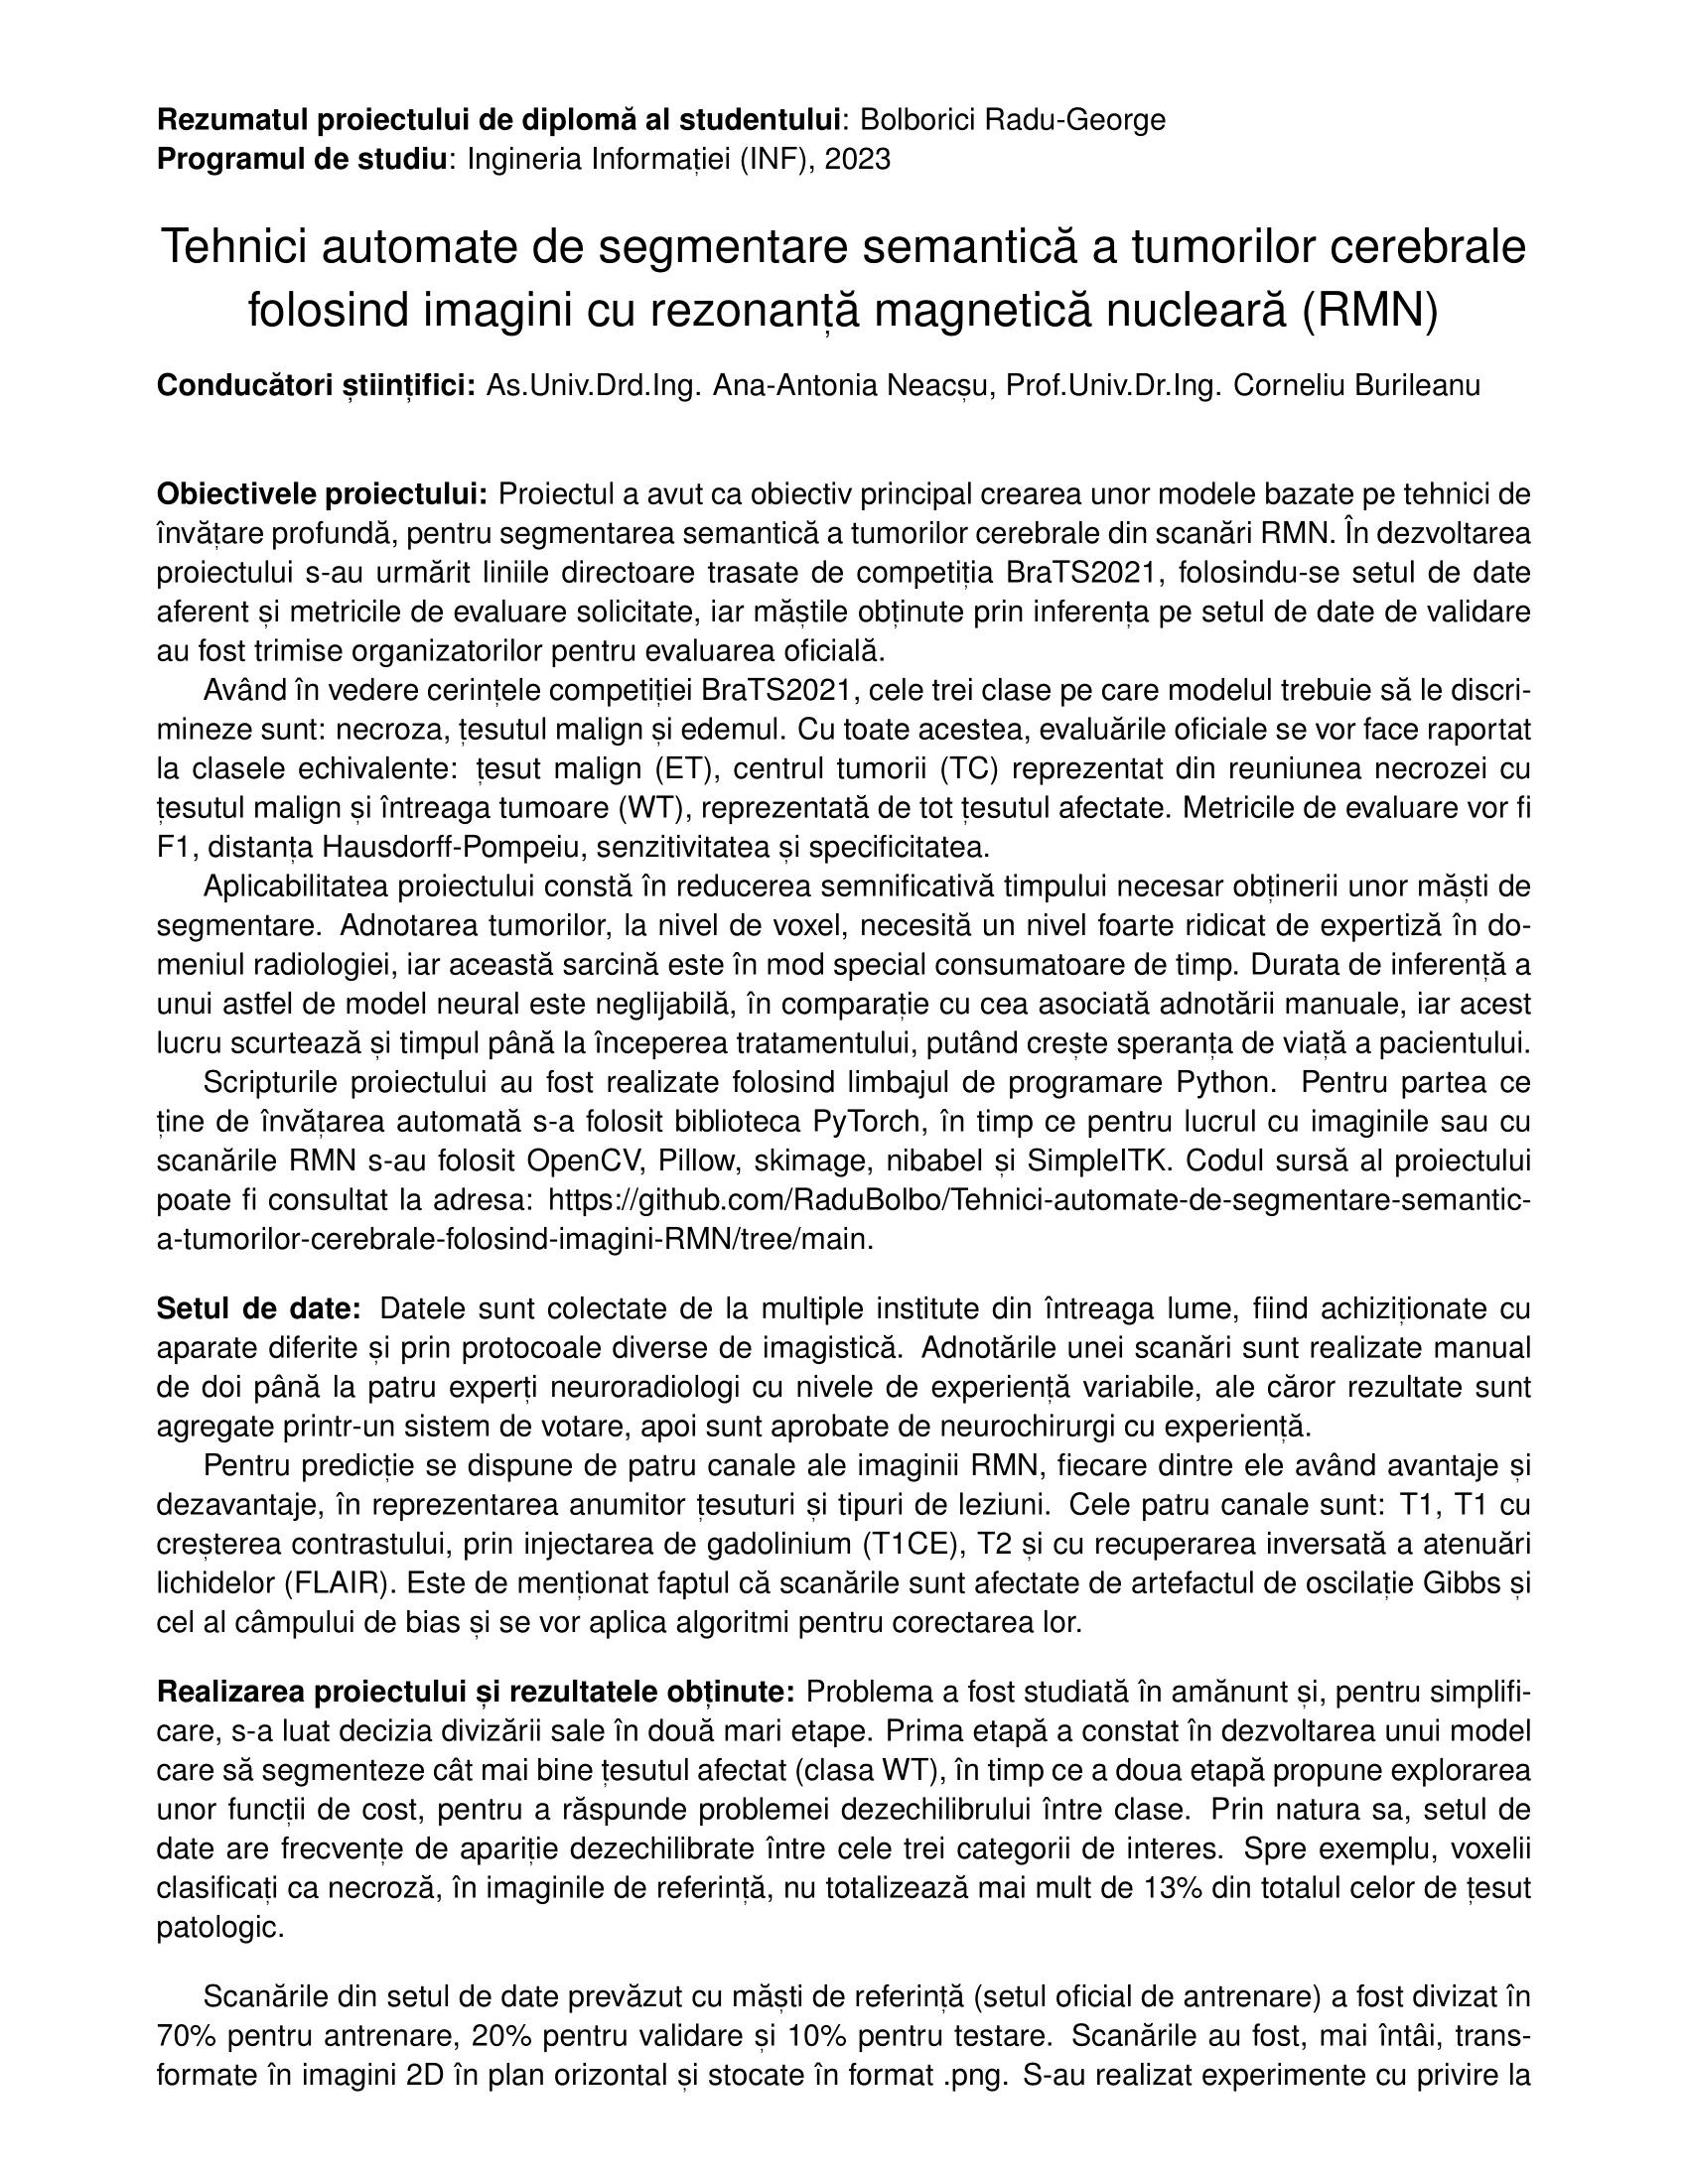 Rezumatul proiectului de diplomă al studentului: Bolborici Radu-George
Programul de studiu: Ingineria Informației (INF), 2023
Tehnici automate de segmentare semantică a tumorilor cerebrale
folosind imagini cu rezonanță magnetică nucleară (RMN)
Conducători științifici: As.Univ.Drd.Ing. Ana-Antonia Neacșu, Prof.Univ.Dr.Ing. Corneliu Burileanu
Obiectivele proiectului: Proiectul a avut ca obiectiv principal crearea unor modele bazate pe tehnici de
învățare profundă, pentru segmentarea semantică a tumorilor cerebrale din scanări RMN. În dezvoltarea
proiectului s-au urmărit liniile directoare trasate de competiția BraTS2021, folosindu-se setul de date
aferent și metricile de evaluare solicitate, iar măștile obținute prin inferența pe setul de date de validare
au fost trimise organizatorilor pentru evaluarea oficială.
Având în vedere cerințele competiției BraTS2021, cele trei clase pe care modelul trebuie să le discri-
mineze sunt: necroza, țesutul malign și edemul. Cu toate acestea, evaluările oficiale se vor face raportat
la clasele echivalente: țesut malign (ET), centrul tumorii (TC) reprezentat din reuniunea necrozei cu
țesutul malign și întreaga tumoare (WT), reprezentată de tot țesutul afectate. Metricile de evaluare vor fi
F1, distanța Hausdorff-Pompeiu, senzitivitatea și specificitatea.
Aplicabilitatea proiectului constă în reducerea semnificativă timpului necesar obținerii unor măști de
segmentare. Adnotarea tumorilor, la nivel de voxel, necesită un nivel foarte ridicat de expertiză în do-
meniul radiologiei, iar această sarcină este în mod special consumatoare de timp. Durata de inferență a
unui astfel de model neural este neglijabilă, în comparație cu cea asociată adnotării manuale, iar acest
lucru scurtează și timpul până la începerea tratamentului, putând crește speranța de viață a pacientului.
Scripturile proiectului au fost realizate folosind limbajul de programare Python. Pentru partea ce
ține de învățarea automată s-a folosit biblioteca PyTorch, în timp ce pentru lucrul cu imaginile sau cu
scanările RMN s-au folosit OpenCV, Pillow, skimage, nibabel și SimpleITK. Codul sursă al proiectului
poate fi consultat la adresa: https://github.com/RaduBolbo/Tehnici-automate-de-segmentare-semantic-
a-tumorilor-cerebrale-folosind-imagini-RMN/tree/main.
Setul de date: Datele sunt colectate de la multiple institute din întreaga lume, fiind achiziționate cu
aparate diferite și prin protocoale diverse de imagistică. Adnotările unei scanări sunt realizate manual
de doi până la patru experți neuroradiologi cu nivele de experiență variabile, ale căror rezultate sunt
agregate printr-un sistem de votare, apoi sunt aprobate de neurochirurgi cu experiență.
Pentru predicție se dispune de patru canale ale imaginii RMN, fiecare dintre ele având avantaje și
dezavantaje, în reprezentarea anumitor țesuturi și tipuri de leziuni. Cele patru canale sunt: T1, T1 cu
creșterea contrastului, prin injectarea de gadolinium (T1CE), T2 și cu recuperarea inversată a atenuări
lichidelor (FLAIR). Este de menționat faptul că scanările sunt afectate de artefactul de oscilație Gibbs și
cel al câmpului de bias și se vor aplica algoritmi pentru corectarea lor.
Realizarea proiectului și rezultatele obținute: Problema a fost studiată în amănunt și, pentru simplifi-
care, s-a luat decizia divizării sale în două mari etape. Prima etapă a constat în dezvoltarea unui model
care să segmenteze cât mai bine țesutul afectat (clasa WT), în timp ce a doua etapă propune explorarea
unor funcții de cost, pentru a răspunde problemei dezechilibrului între clase. Prin natura sa, setul de
date are frecvențe de apariție dezechilibrate între cele trei categorii de interes. Spre exemplu, voxelii
clasificați ca necroză, în imaginile de referință, nu totalizează mai mult de 13% din totalul celor de țesut
patologic.
Scanările din setul de date prevăzut cu măști de referință (setul oficial de antrenare) a fost divizat în
70% pentru antrenare, 20% pentru validare și 10% pentru testare. Scanările au fost, mai întâi, trans-
formate în imagini 2D în plan orizontal și stocate în format .png. S-au realizat experimente cu privire la